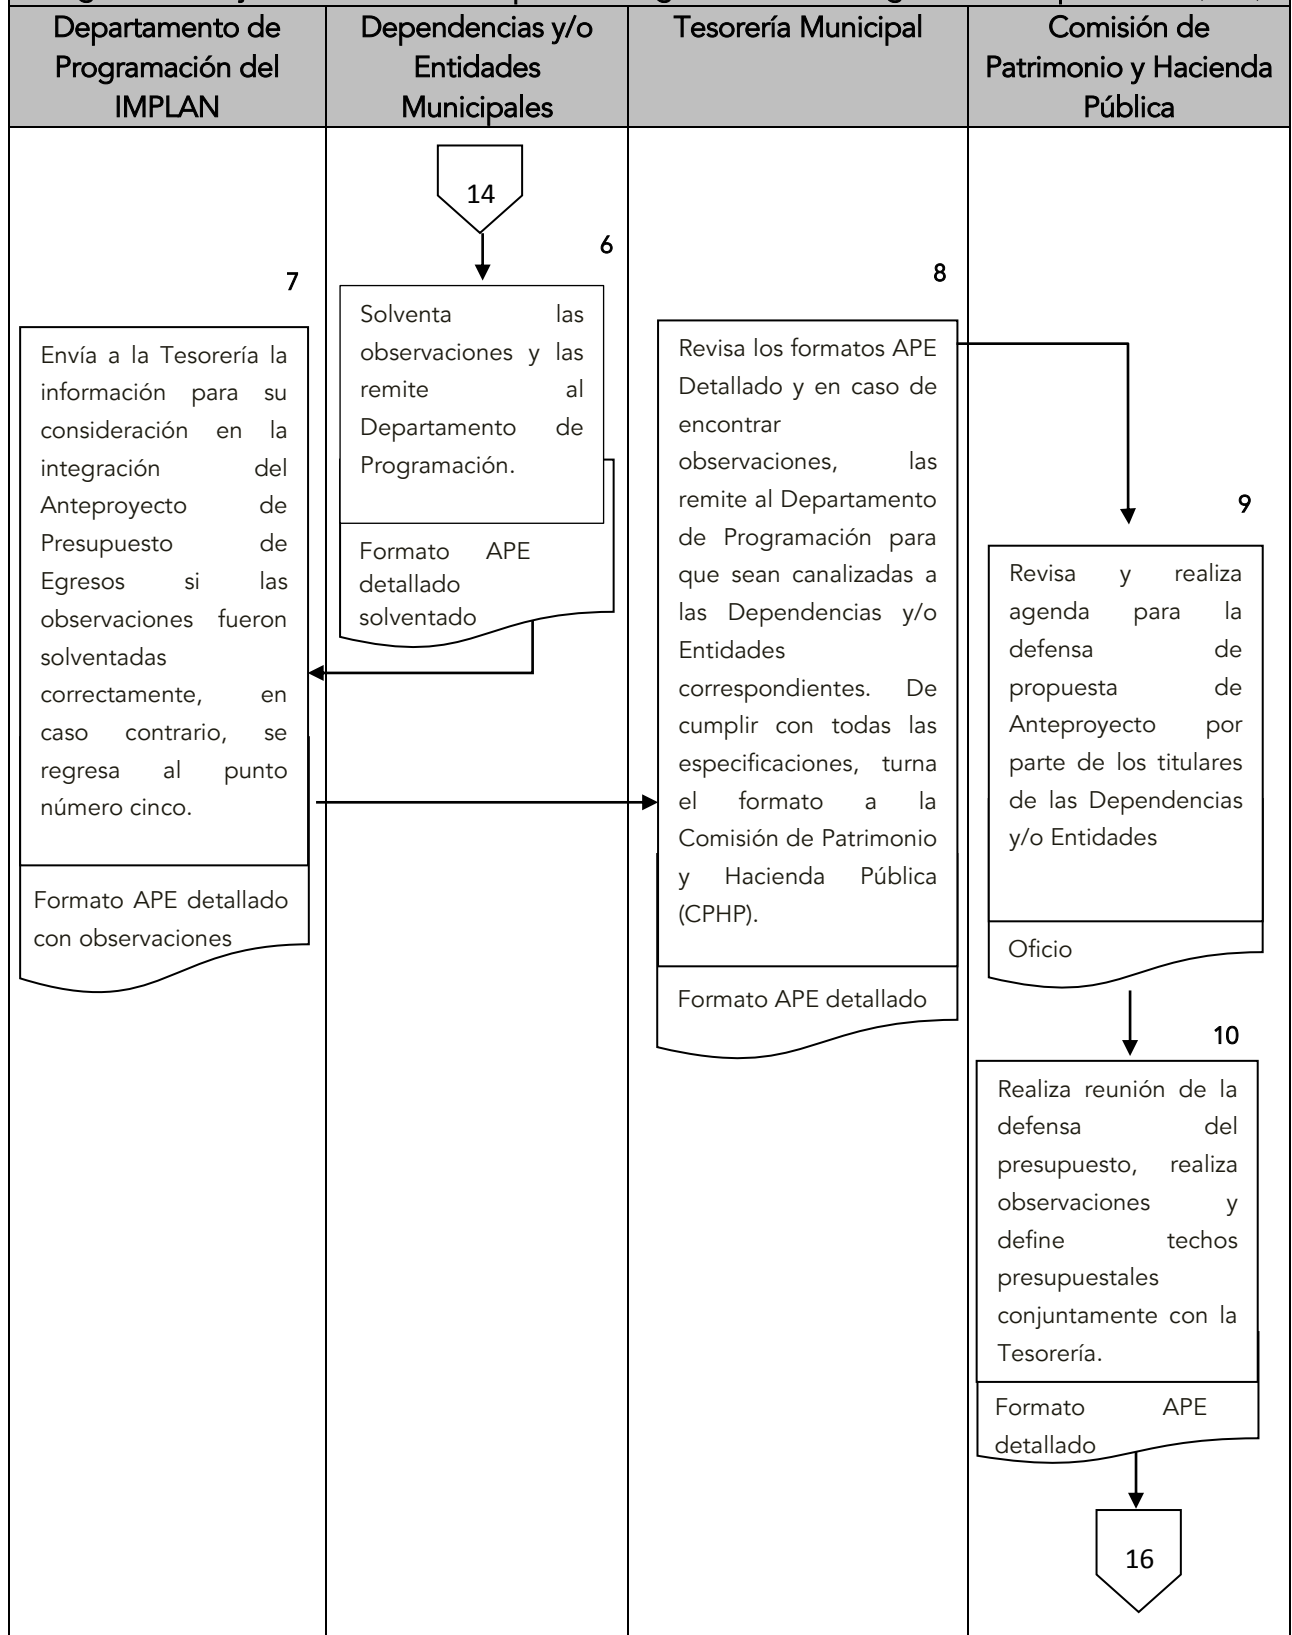 Departamento de
Programación del
IMPLAN
Dependencias y/o
Entidades
Municipales
Tesorería Municipal
Comisión de
Patrimonio y Hacienda
Pública
14
6
Solventa las
observaciones y las
remite al
Departamento de
Programación.
Formato APE
detallado
solventado
7
Envía a la Tesorería la
información para su
consideración en la
integración del
Anteproyecto de
Presupuesto de
Egresos si las
observaciones fueron
solventadas
correctamente, en
caso contrario, se
regresa al punto
número cinco.
Formato APE detallado
con observaciones
8
Revisa los formatos APE
Detallado y en caso de
encontrar
observaciones, las
remite al Departamento
de Programación para
que sean canalizadas a
las Dependencias y/o
Entidades
correspondientes. De
cumplir con todas las
especificaciones, turna
el formato a la
Comisión de Patrimonio
y Hacienda Pública
(CPHP).
Formato APE detallado
9
Revisa y realiza
agenda para la
defensa de
propuesta de
Anteproyecto por
parte de los titulares
de las Dependencias
y/o Entidades
Oficio
10
Realiza reunión de la
defensa del
presupuesto, realiza
observaciones y
define techos
presupuestales
conjuntamente con la
Tesorería.
Formato APE
detallado
16